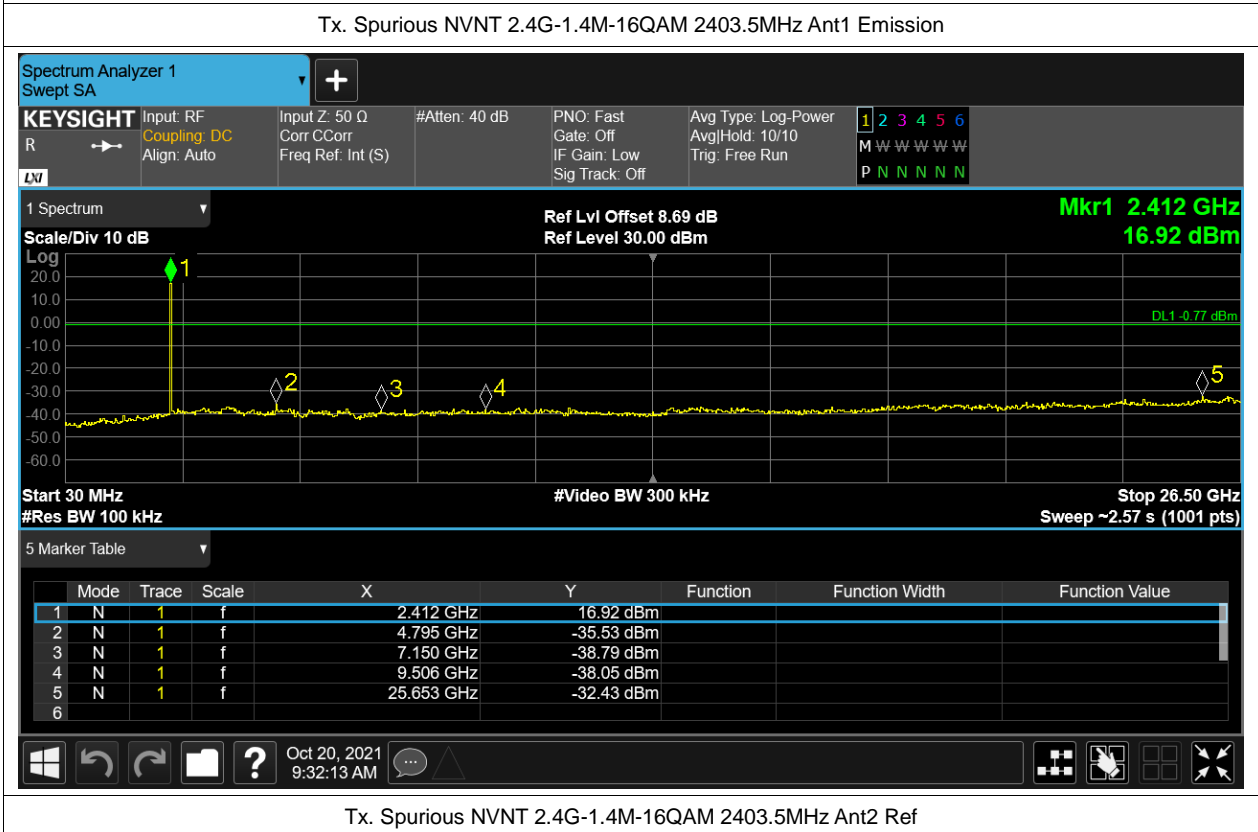 Tx. Spurious NVNT 2.4G-1.4M-16QAM 2403.5MHz Ant1 Emission
Spectrum Analyzer 1
Swept SA
KEYSIGHT
R
LXI
Input: RF
Coupling: DC
Align: Auto
Input Z: 50 Ω
Corr CCorr
Freq Ref: Int (S)
#Atten: 40 dB
PNO: Fast
Gate: Off
IF Gain: Low
Sig Track: Off
Avg Type: Log-Power
Avg|Hold: 10/10
Trig: Free Run
1 2 3 4 5 6
M W W W W W
P N N N N N
1 Spectrum
Scale/Div 10 dB
Ref Lvl Offset 8.69 dB
Ref Level 30.00 dBm
Mkr1 2.412 GHz
16.92 dBm
Log
20.0
10.0
0.00
-10.0
-20.0
-30.0
-40.0
-50.0
-60.0
1
2
3
4
5
DL1 -0.77 dBm
Start 30 MHz
#Video BW 300 kHz
Stop 26.50 GHz
#Res BW 100 kHz
Sweep ~2.57 s (1001 pts)
5 Marker Table
Mode Trace Scale X Y Function Function Width Function Value
1 N 1 f 2.412 GHz 16.92 dBm
2 N 1 f 4.795 GHz -35.53 dBm
3 N 1 f 7.150 GHz -38.79 dBm
4 N 1 f 9.506 GHz -38.05 dBm
5 N 1 f 25.653 GHz -32.43 dBm
6
?
Oct 20, 2021
9:32:13 AM
Tx. Spurious NVNT 2.4G-1.4M-16QAM 2403.5MHz Ant2 Ref